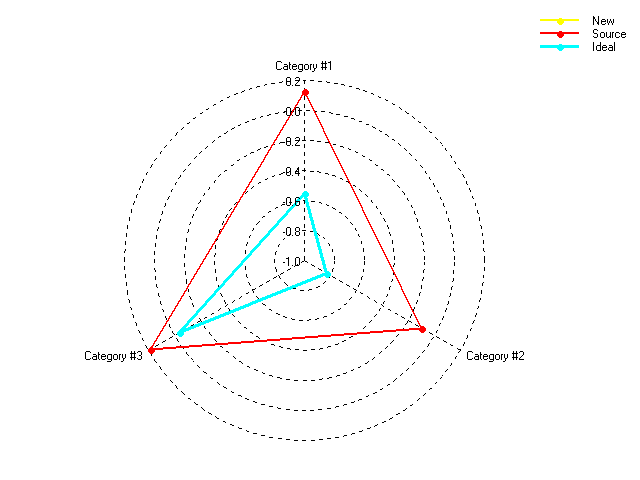 New
Source
Ideal
Category #1
0.2
0.0
-0.2
-0.4
-0.6
-0.8
-1.0
Category #3
Category #2